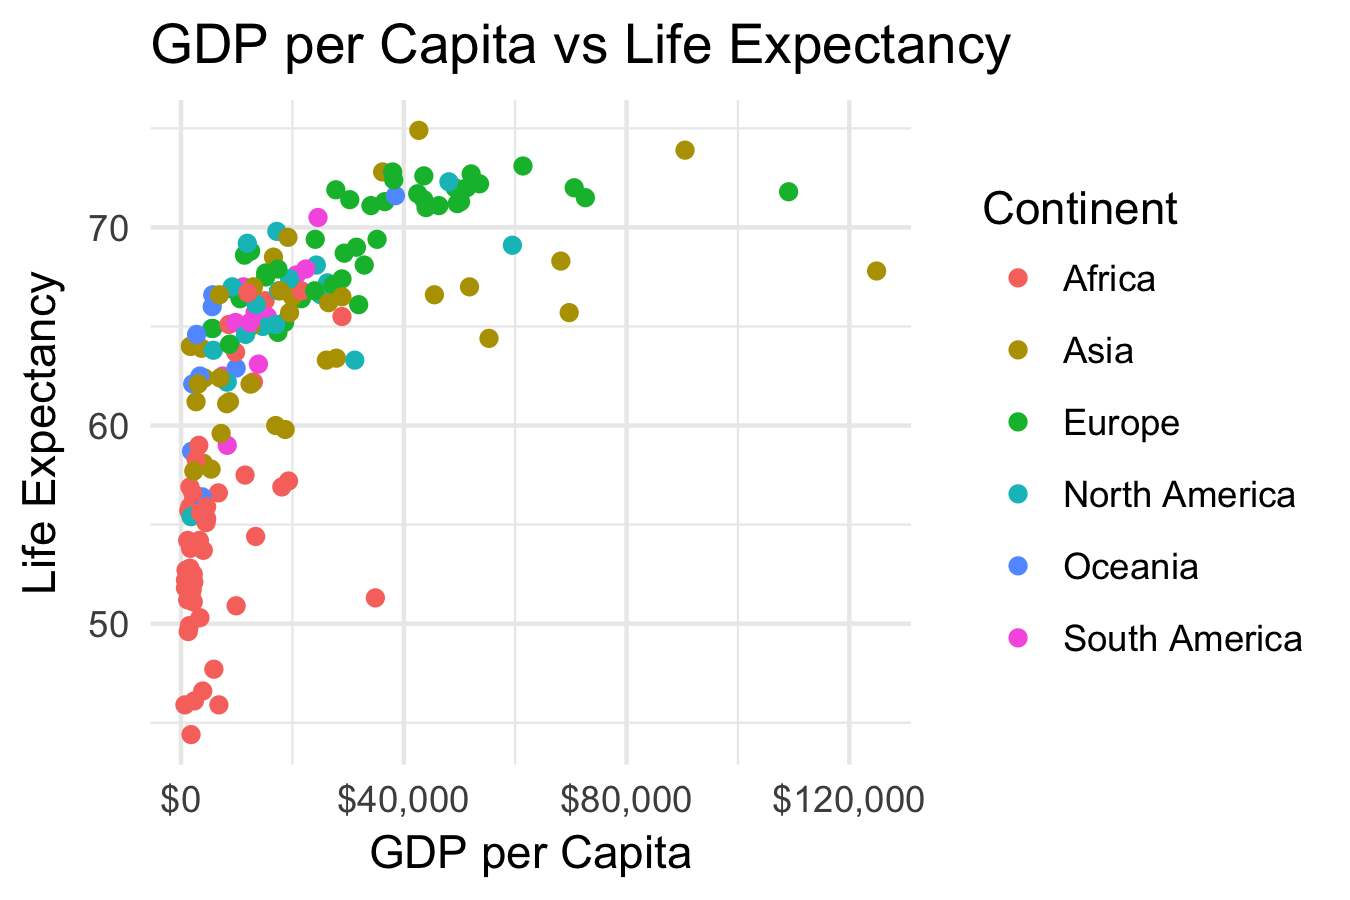 GDP per Capita vs Life Expectancy
Life Expectancy
70
60
50
$0
$40,000
$80,000
$120,000
GDP per Capita
Continent
Africa
Asia
Europe
North America
Oceania
South America